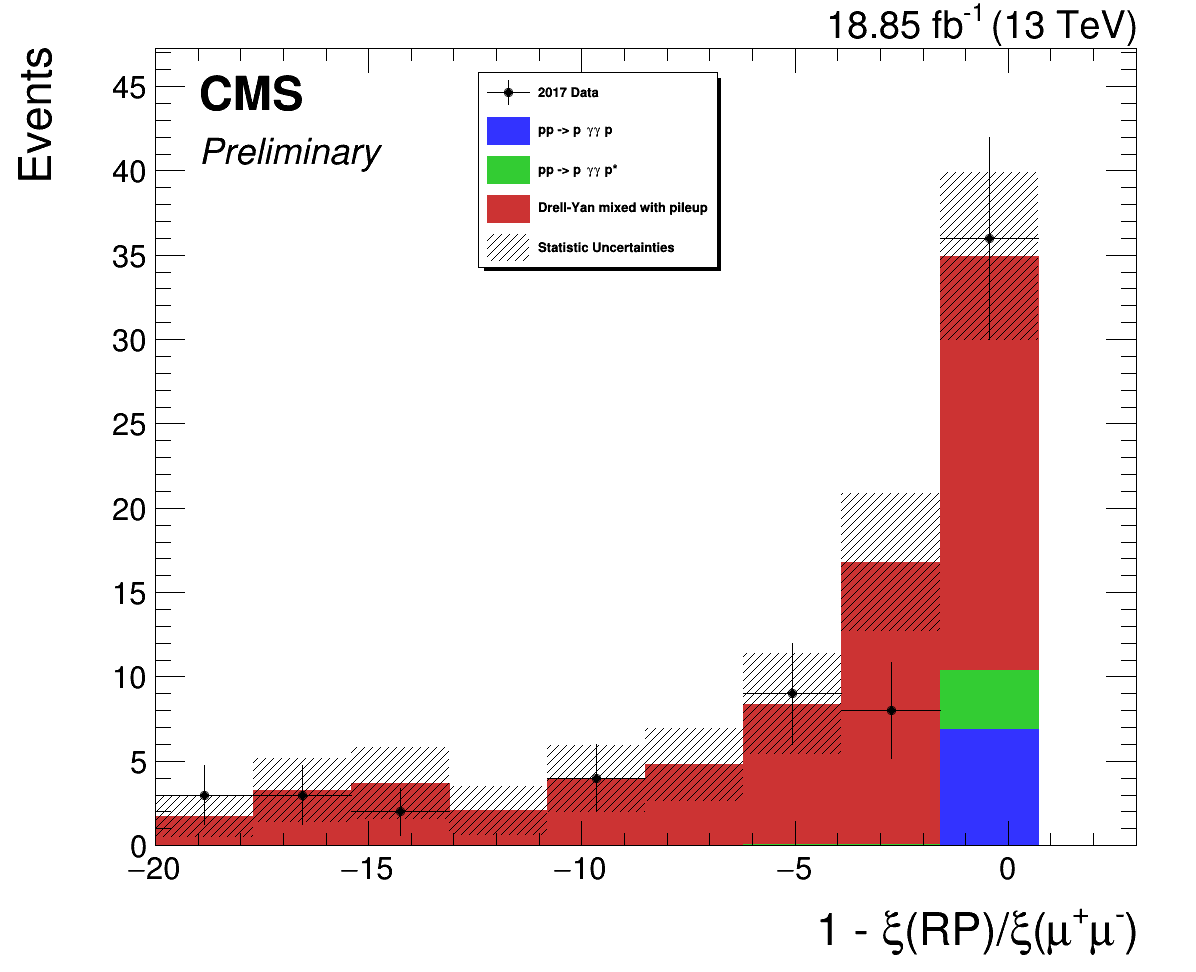 18.85 fb⁻¹ (13 TeV)
Events
CMS
Preliminary
2017 Data
pp -> p γγ p
pp -> p γγ p*
Drell-Yan mixed with pileup
Statistic Uncertainties
45
40
35
30
25
20
15
10
5
0
−20 −15 −10 −5 0
1 - ξ(RP)/ξ(μ⁺μ⁻)